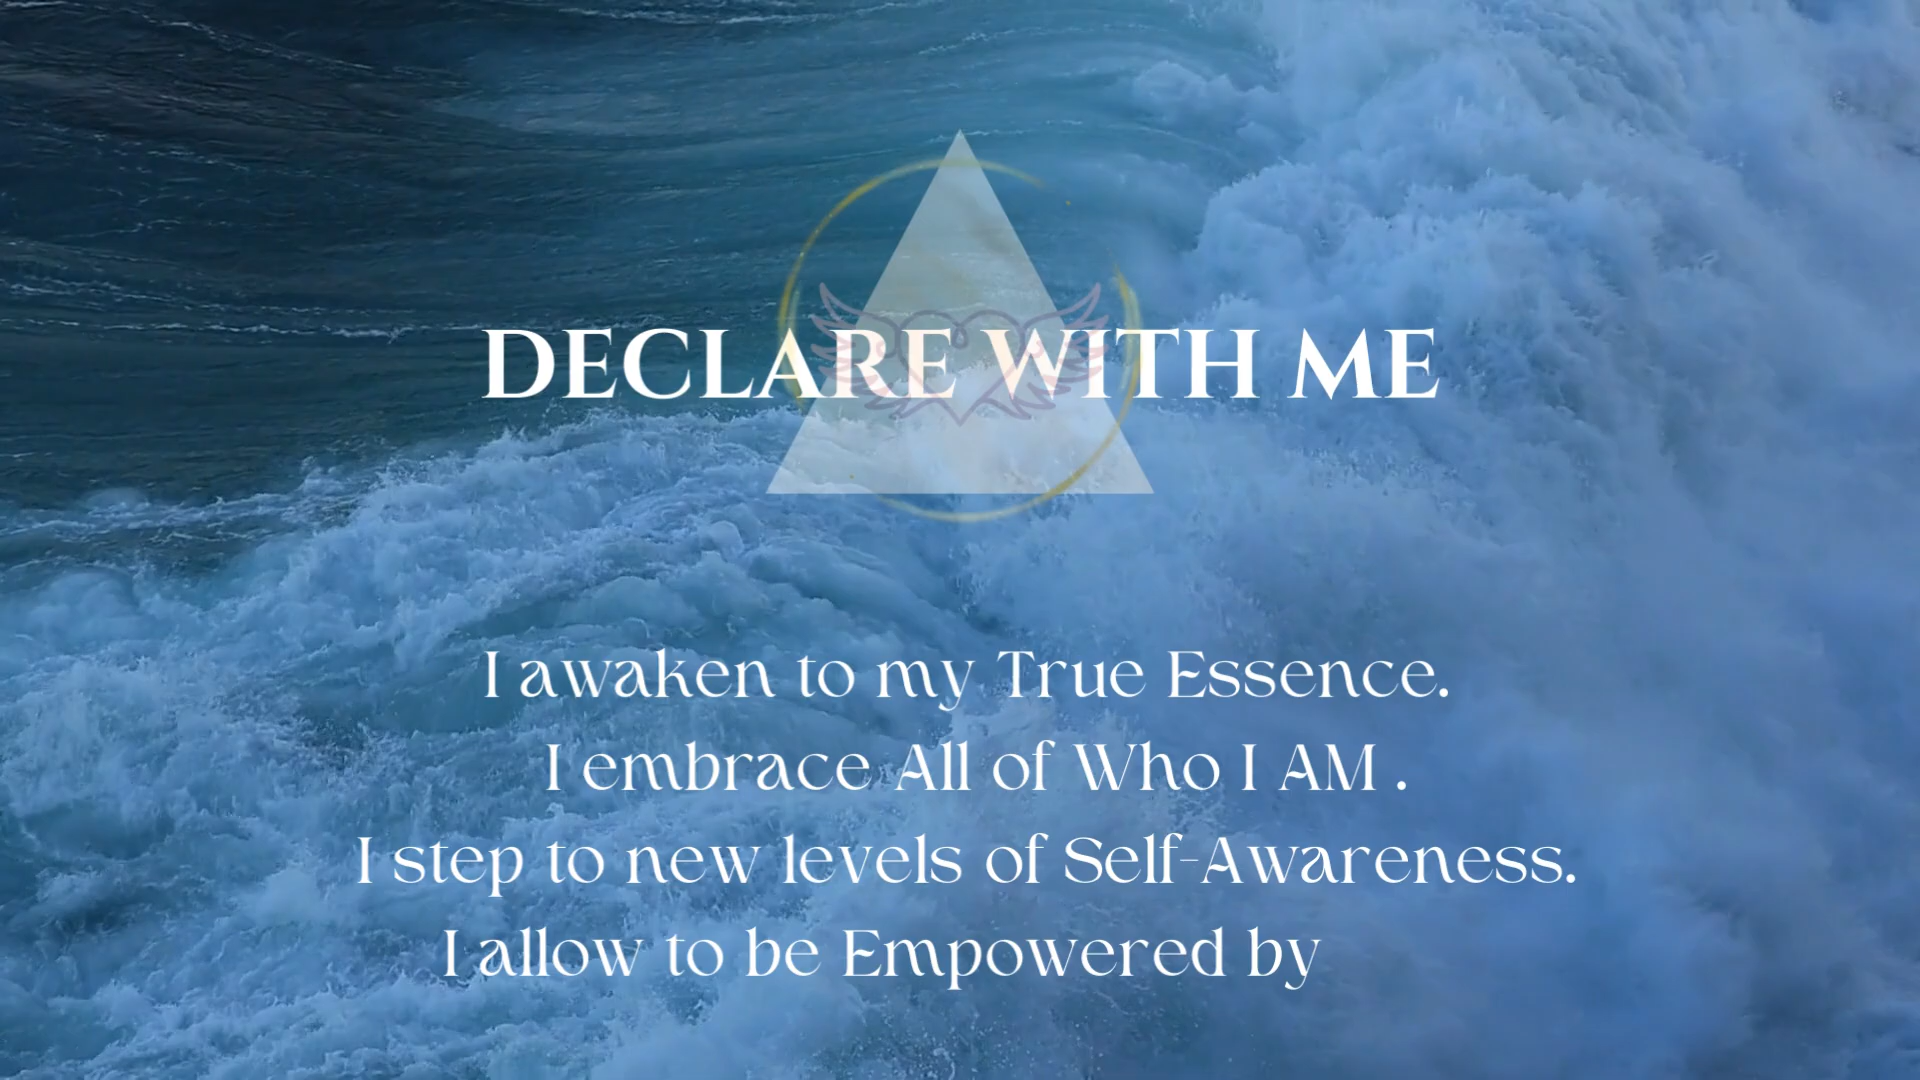 DECLARE WITH ME
I awaken to my True Essence.
I embrace All of Who I AM .
I step to new levels of Self-Awareness.
I allow to be Empowered by